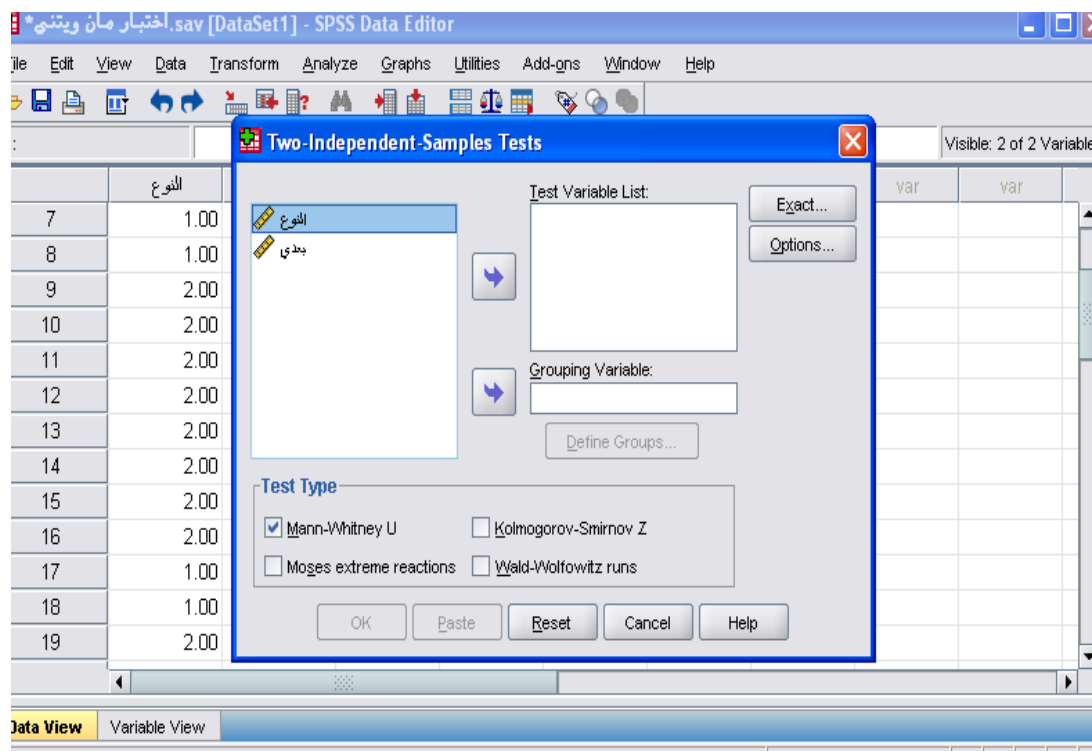 *اختبار مان ويتني.sav [DataSet1] - SPSS Data Editor
ile Edit View Data Transform Analyze Graphs Utilities Add-ons Window Help
: Visible: 2 of 2 Variable
النوع var var
7 1.00
8 1.00
9 2.00
10 2.00
11 2.00
12 2.00
13 2.00
14 2.00
15 2.00
16 2.00
17 1.00
18 1.00
19 2.00
Two-Independent-Samples Tests
النوع
بعدي
Test Variable List:
Exact...
Options...
Grouping Variable:
Define Groups...
Test Type
Mann-Whitney U Kolmogorov-Smirnov Z
Moses extreme reactions Wald-Wolfowitz runs
OK Paste Reset Cancel Help
Data View Variable View